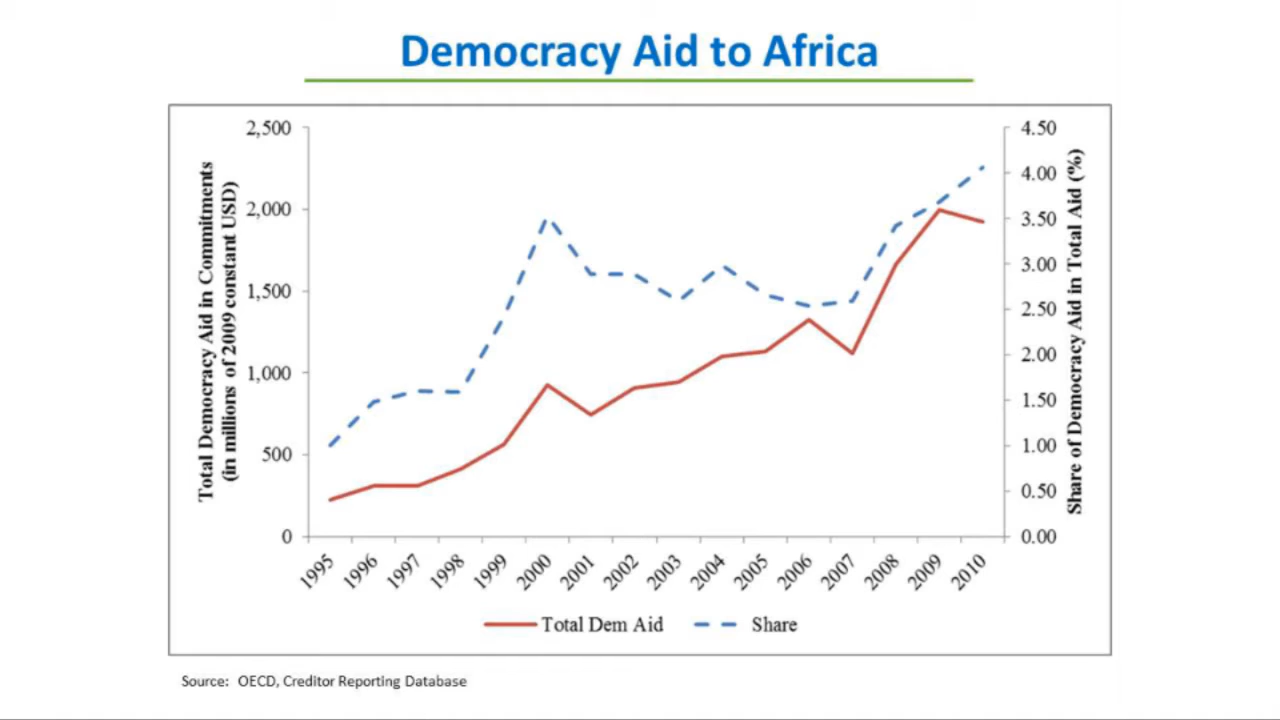 Democracy Aid to Africa
Total Democracy Aid in Commitments
(in millions of 2009 constant USD)
2,500
2,000
1,500
1,000
500
0
4.50
4.00
3.50
3.00
2.50
2.00
1.50
1.00
0.50
0.00
Share of Democracy Aid in Total Aid (%)
1995 1996 1997 1998 1999 2000 2001 2002 2003 2004 2005 2006 2007 2008 2009 2010
Total Dem Aid Share
Source: OECD, Creditor Reporting Database